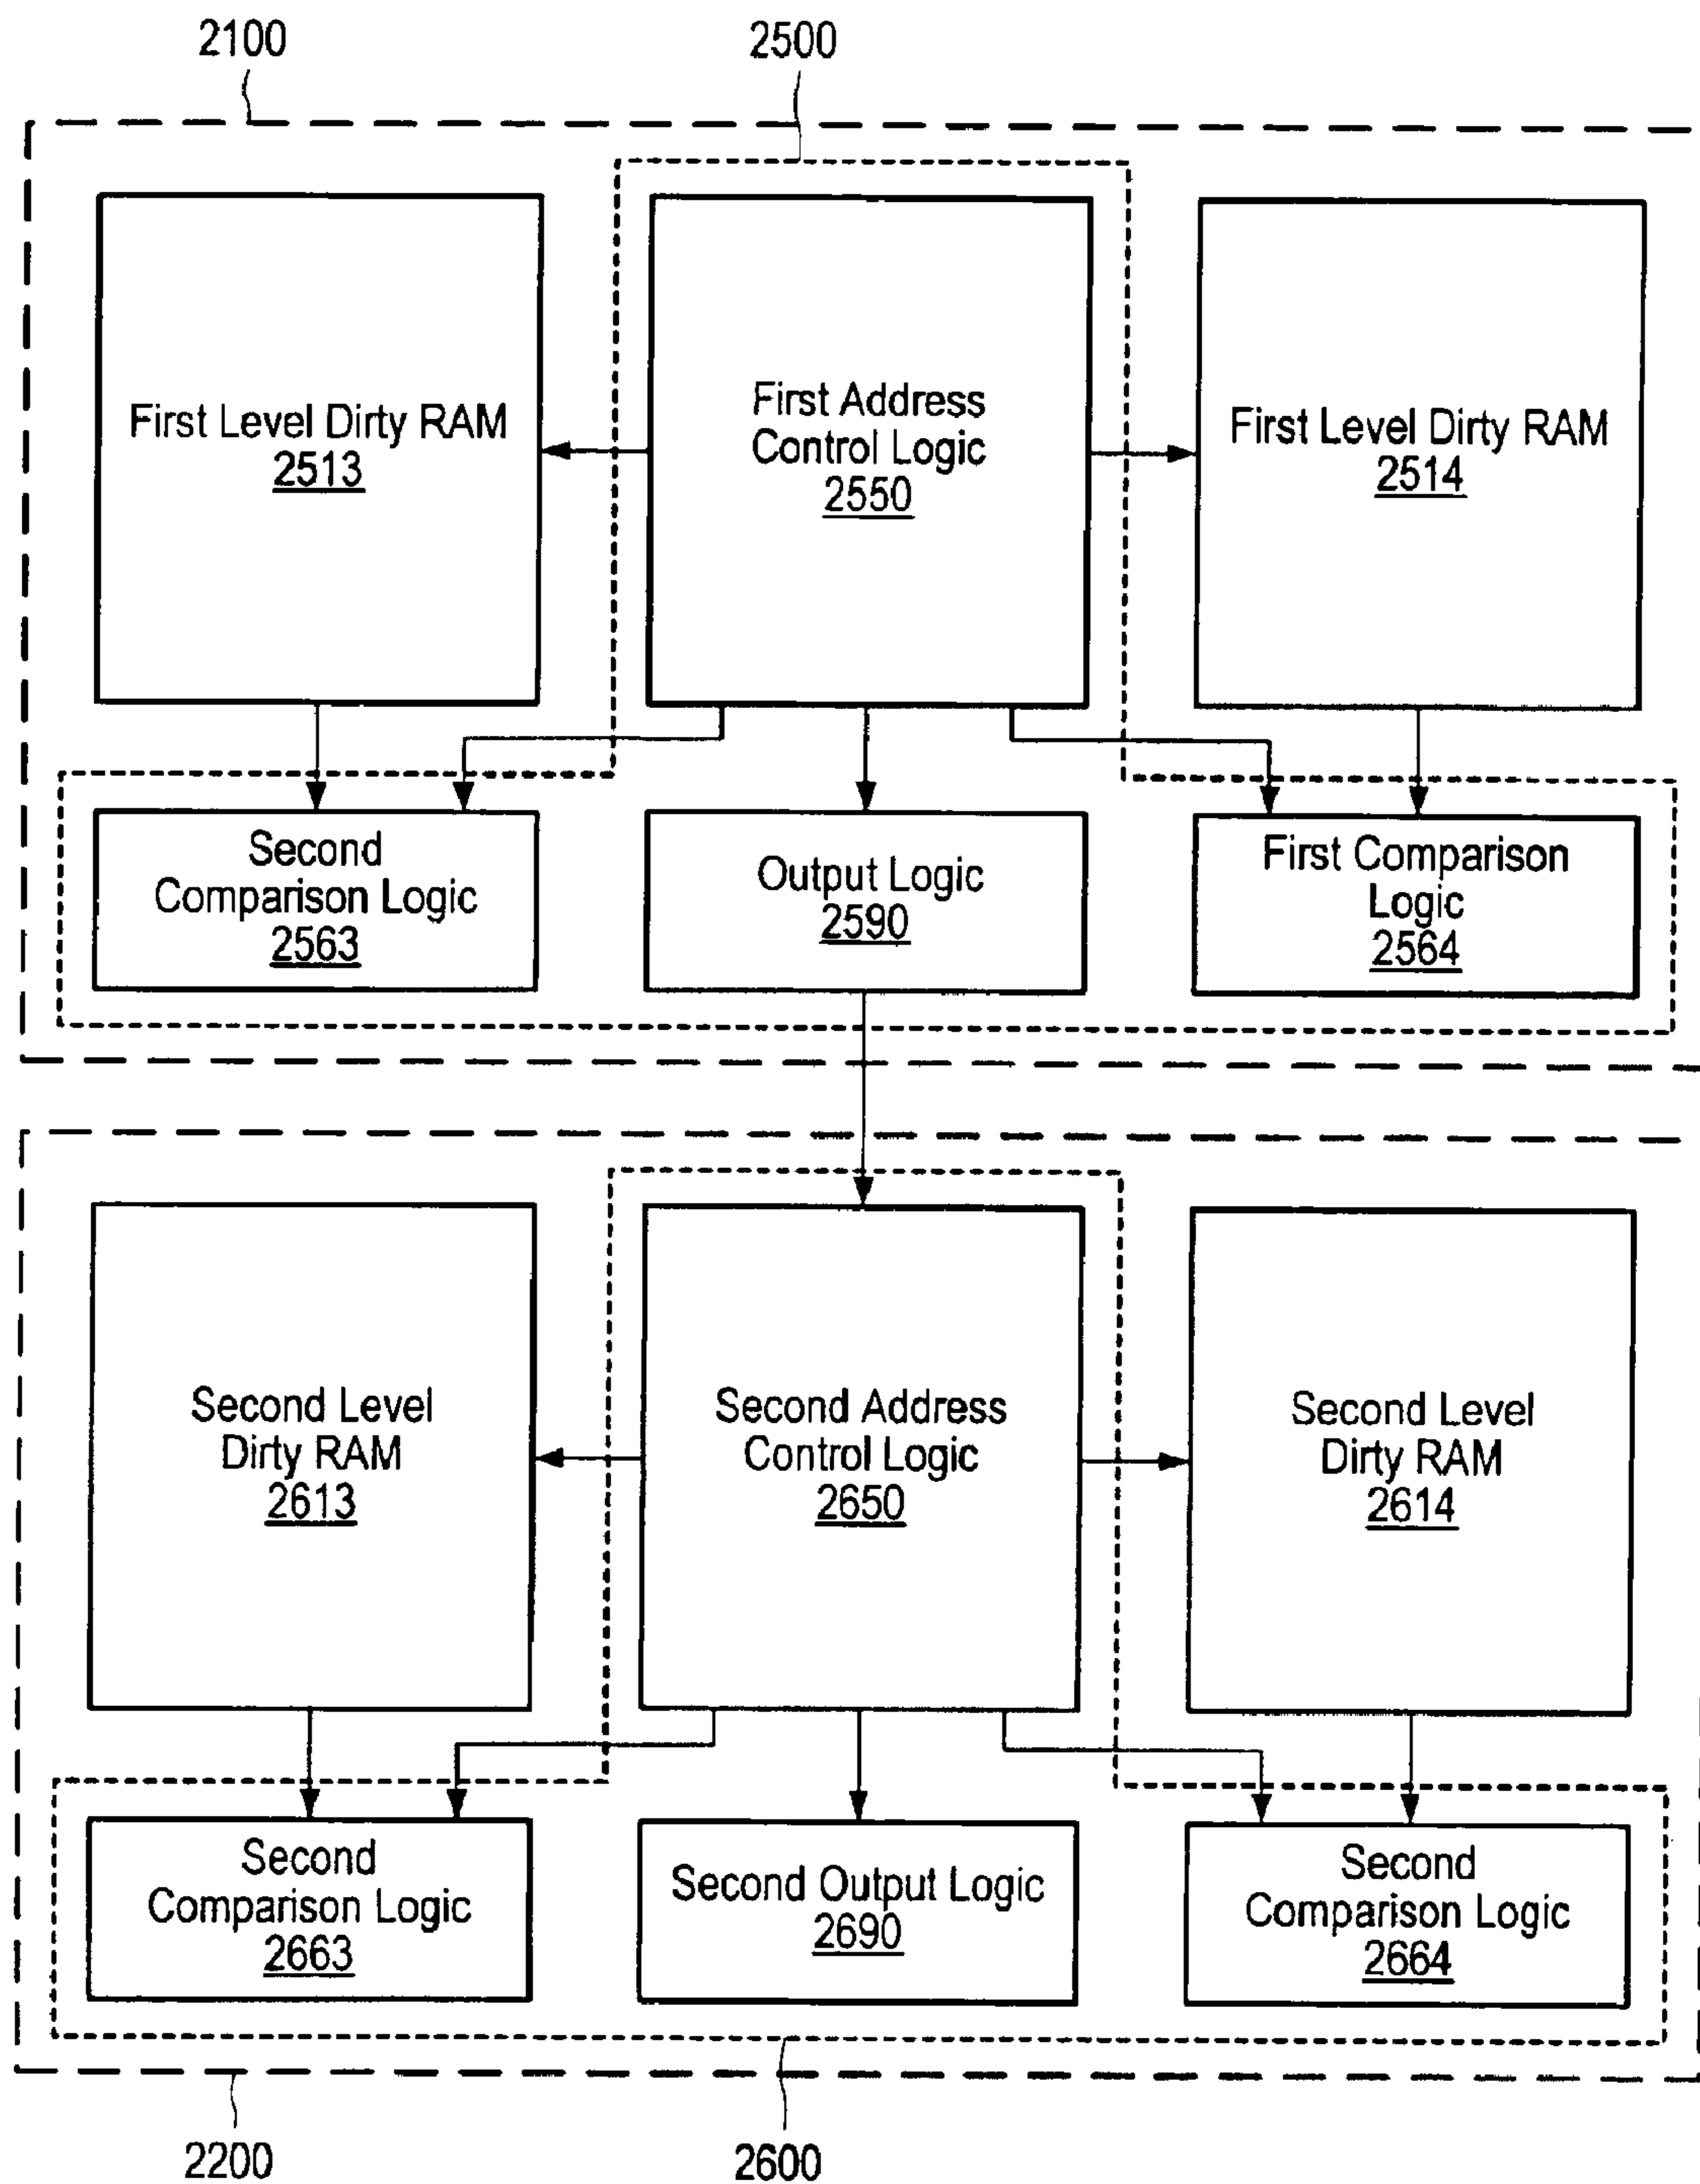 2100
2500
First Level Dirty RAM
2513
First Address
Control Logic
2550
First Level Dirty RAM
2514
Second
Comparison Logic
2563
Output Logic
2590
First Comparison
Logic
2564
Second Level
Dirty RAM
2613
Second Address
Control Logic
2650
Second Level
Dirty RAM
2614
Second
Comparison Logic
2663
Second Output Logic
2690
Second
Comparison Logic
2664
2200
2600